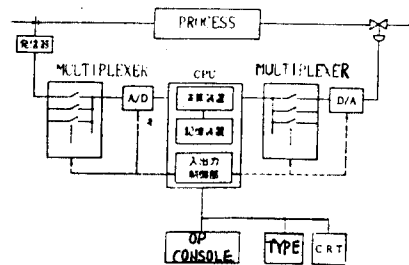 PROCESS
MULTIPLEXER
CPU
MULTIPLEXER
A/D
演算装置
D/A
記憶装置
入出力
制御部
OP
CONSOLE
TYPE
CRT